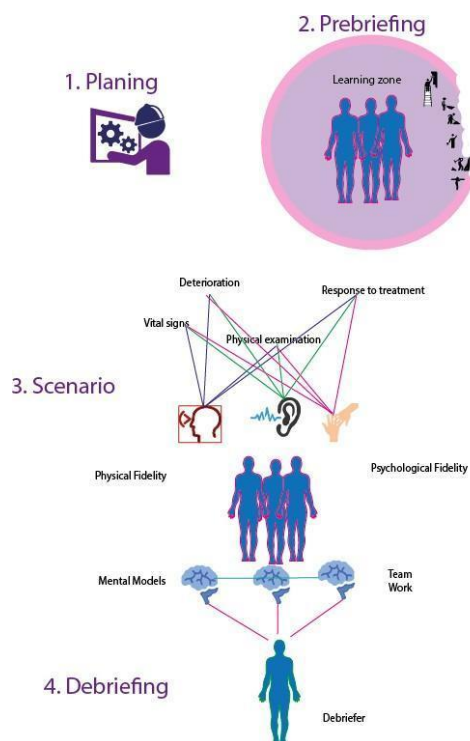 2. Prebriefing
Learning zone
1. Planing
Deterioration
Response to treatment
Vital signs
Physical examination
3. Scenario
Physical Fidelity
Psychological Fidelity
Mental Models
Team
Work
4. Debriefing
Debriefer